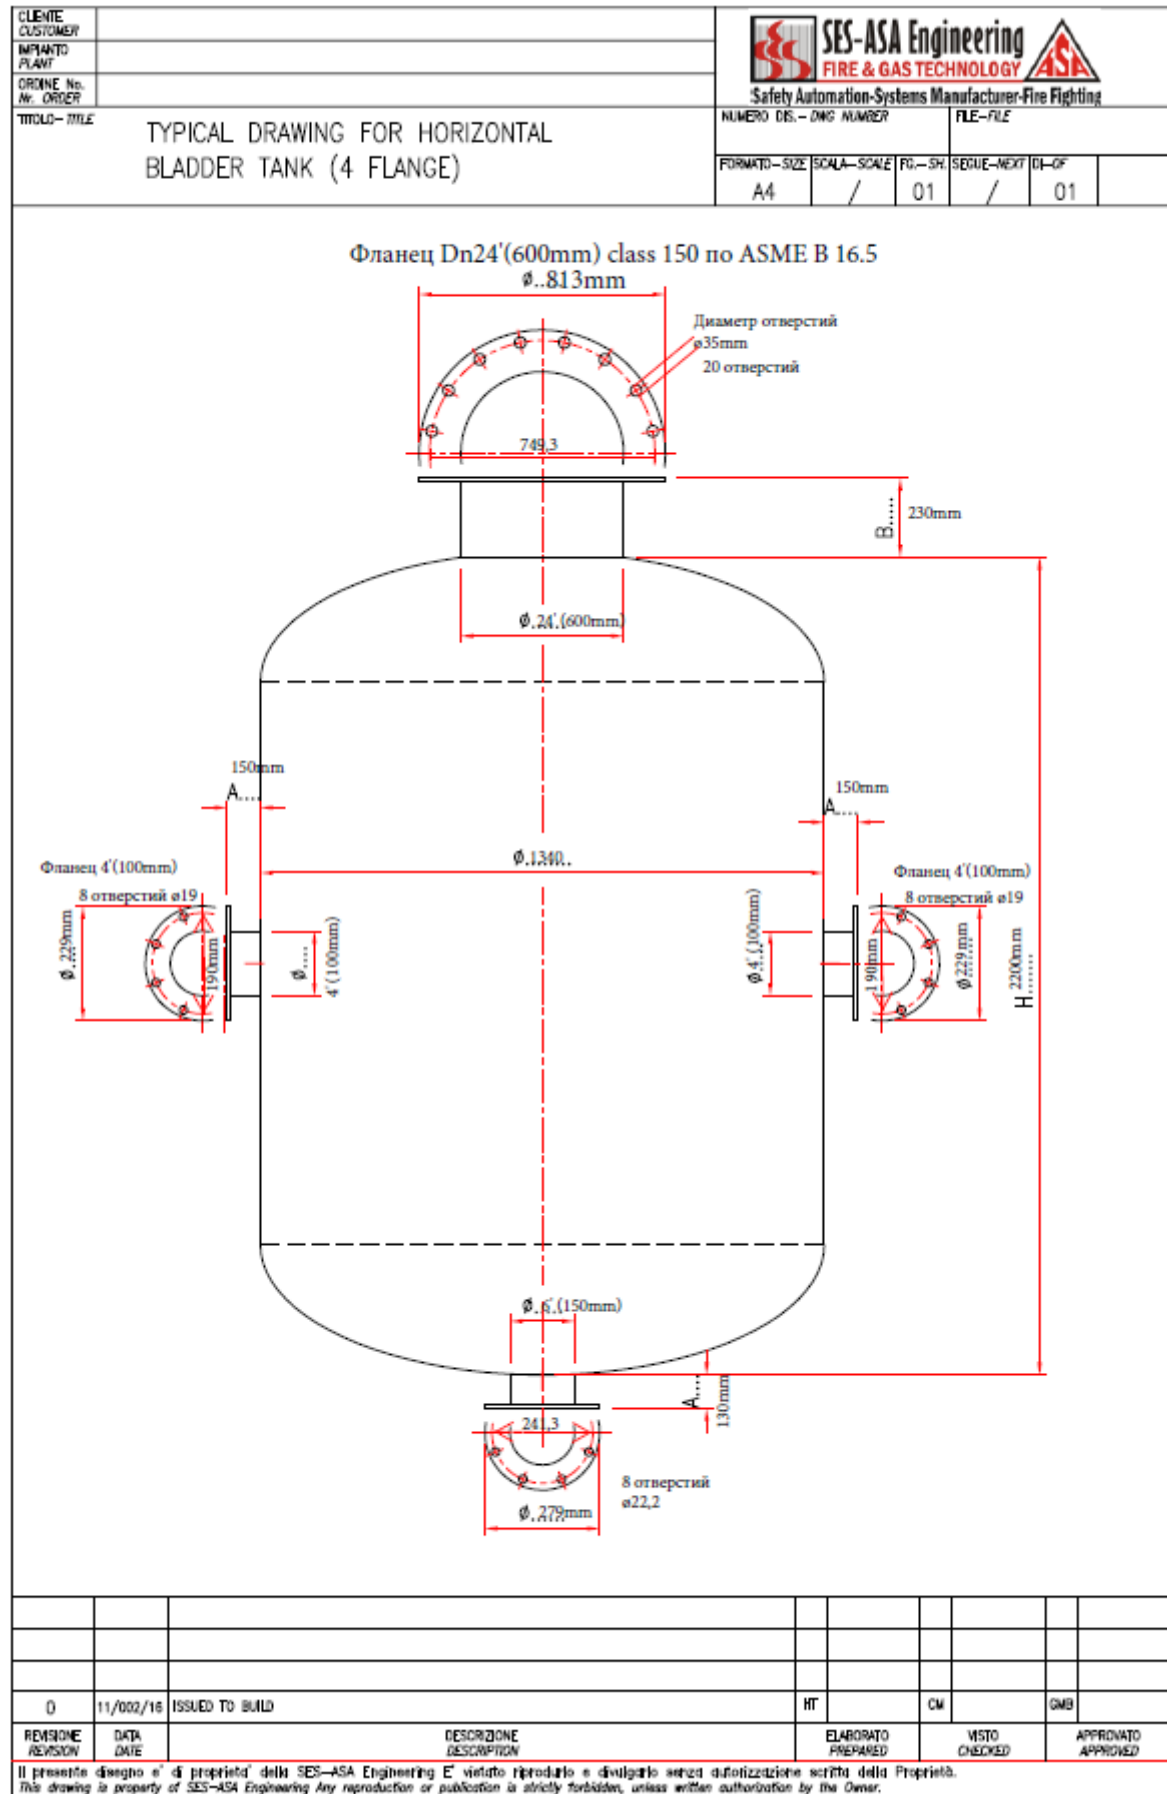 CLIENTE
CUSTOMER
IMPIANTO
PLANT
ORDINE No.
Nr. ORDER
SES-ASA Engineering
FIRE & GAS TECHNOLOGY
ASA
Safety Automation-Systems Manufacturer-Fire Fighting
TITOLO-TITLE
TYPICAL DRAWING FOR HORIZONTAL
BLADDER TANK (4 FLANGE)
NUMERO DIS.- DWG NUMBER
FILE-FILE
FORMATO-SIZE SCALA-SCALE FG.-SH. SEGUE-NEXT DI-OF
A4 / 01 / 01
Фланец Dn24'(600mm) class 150 по ASME B 16.5
ø..813mm
Диаметр отверстий
ø35mm
20 отверстий
749,3
B...... 230mm
ø.24'.(600mm)
150mm
A.....
150mm
A.....
ø.1340..
Фланец 4'(100mm)
8 отверстий ø19
Фланец 4'(100mm)
8 отверстий ø19
ø.229mm
190mm
ø.....
4'(100mm)
ø4'.(100mm)
190mm
ø229mm
2200mm
H.......
ø..6'.(150mm)
A.....
130mm
241,3
8 отверстий
ø22,2
ø..279mm
0 11/002/16 ISSUED TO BUILD HT CM GMB
REVISIONE DATA DESCRIZIONE ELABORATO VISTO APPROVATO
REVISION DATE DESCRIPTION PREPARED CHECKED APPROVED
Il presente disegno e' di proprieta' della SES-ASA Engineering E' vietato riprodurlo e divulgarlo senza autorizzazione scritta della Proprietà.
This drawing is property of SES-ASA Engineering Any reproduction or publication is strictly forbidden, unless written authorization by the Owner.